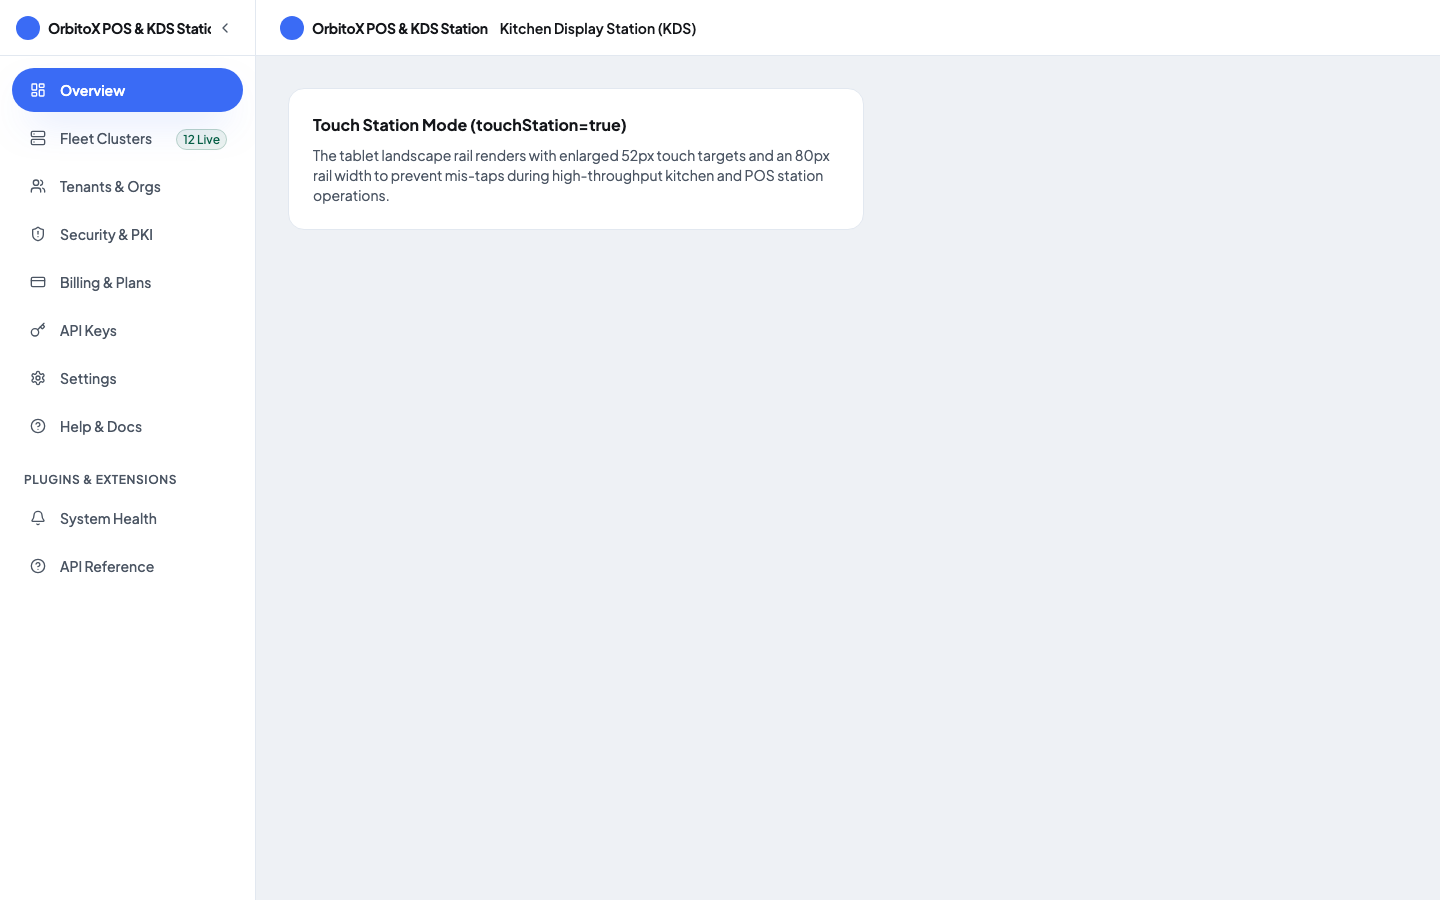 OrbitoX POS & KDS Static
OrbitoX POS & KDS Station Kitchen Display Station (KDS)
Overview
Fleet Clusters 12 Live
Tenants & Orgs
Security & PKI
Billing & Plans
API Keys
Settings
Help & Docs
PLUGINS & EXTENSIONS
System Health
API Reference
Touch Station Mode (touchStation=true)
The tablet landscape rail renders with enlarged 52px touch targets and an 80px
rail width to prevent mis-taps during high-throughput kitchen and POS station
operations.